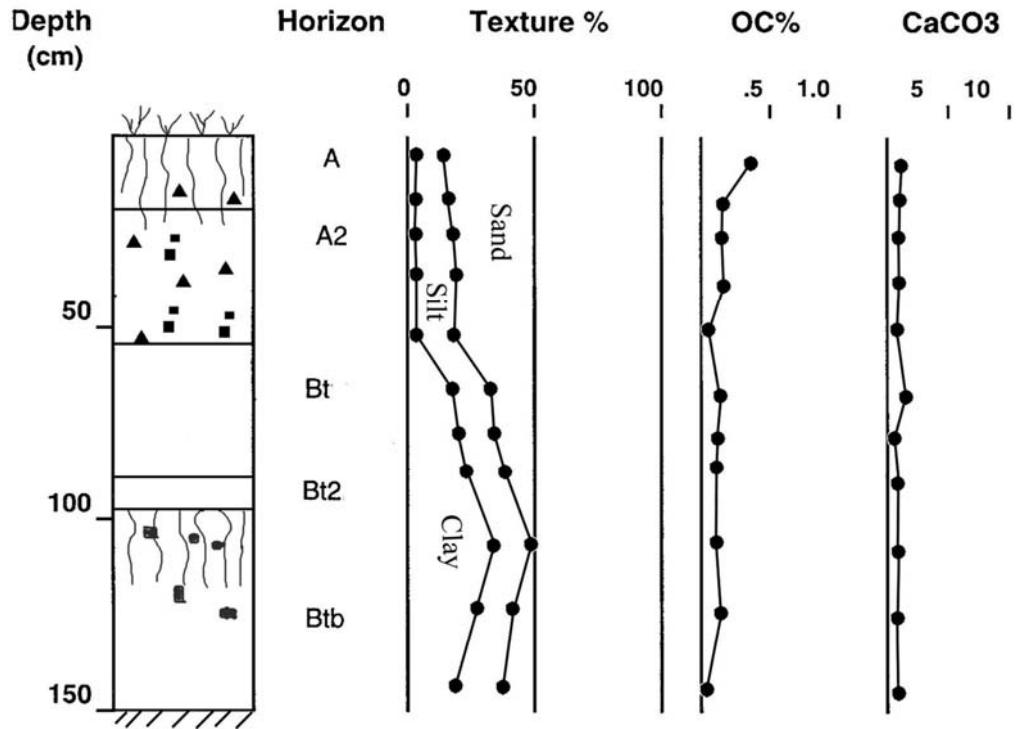 Depth (cm) Horizon Texture % OC% CaCO3
0 50 100 .5 1.0 5 10
A
Sand
A2
Silt
50
Bt
Bt2
100
Clay
Btb
150